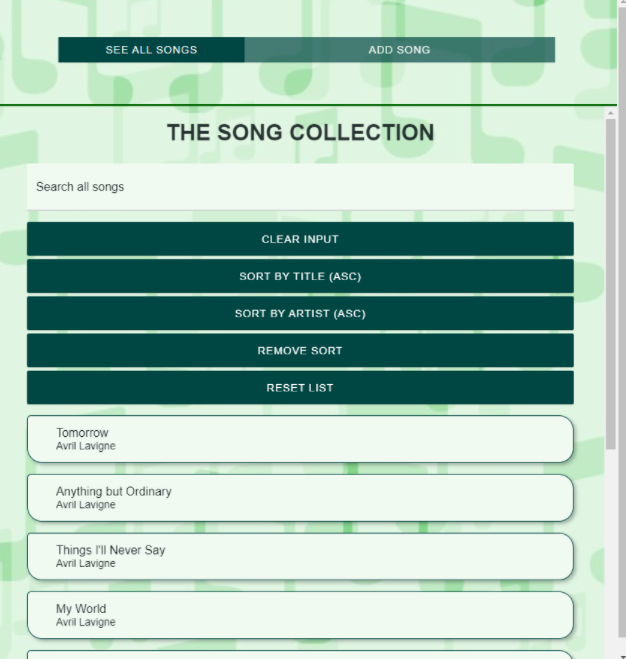 SEE ALL SONGS
ADD SONG
THE SONG COLLECTION
Search all songs
CLEAR INPUT
SORT BY TITLE (ASC)
SORT BY ARTIST (ASC)
REMOVE SORT
RESET LIST
Tomorrow
Avril Lavigne
Anything but Ordinary
Avril Lavigne
Things I'll Never Say
Avril Lavigne
My World
Avril Lavigne